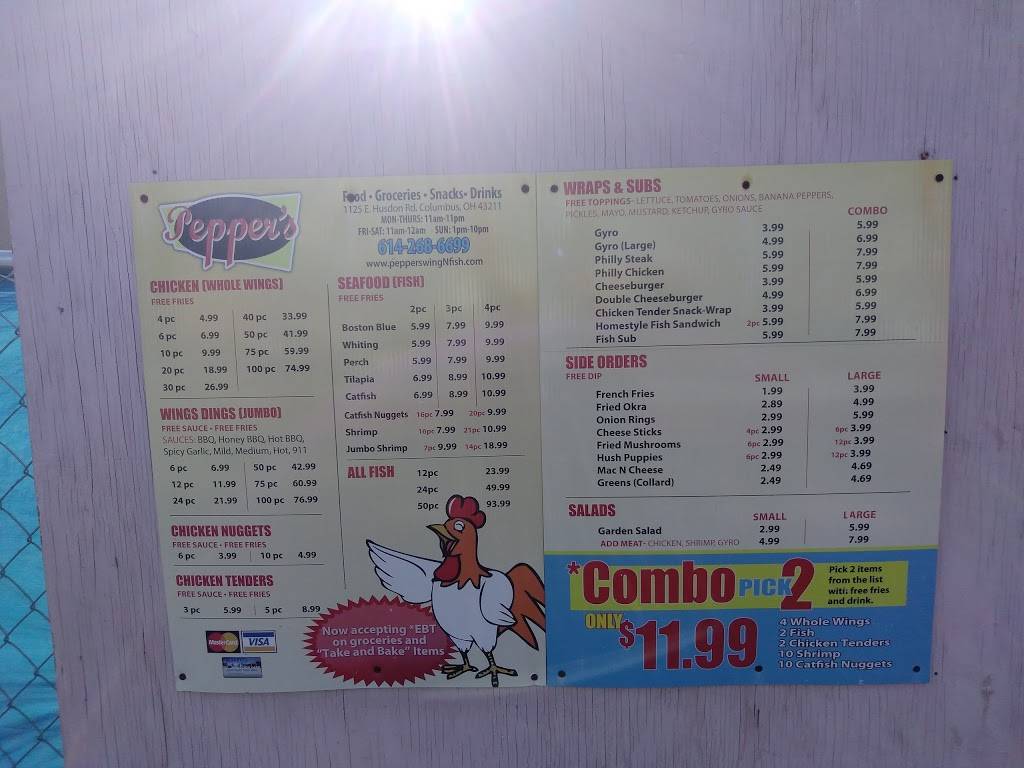 Pepper's
Food • Groceries • Snacks • Drinks
1125 E. Husdon Rd. Columbus, OH 43211
MON-THURS: 11am-11pm
FRI-SAT: 11am-12am SUN: 1pm-10pm
614-268-6699
www.pepperswingNfish.com
CHICKEN (WHOLE WINGS)
FREE FRIES
4 pc 4.99 40 pc 33.99
6 pc 6.99 50 pc 41.99
10 pc 9.99 75 pc 59.99
20 pc 18.99 100 pc 74.99
30 pc 26.99
WINGS DINGS (JUMBO)
FREE SAUCE • FREE FRIES
SAUCES: BBQ, Honey BBQ, Hot BBQ,
Spicy Garlic, Mild, Medium, Hot, 911
6 pc 6.99 50 pc 42.99
12 pc 11.99 75 pc 60.99
24 pc 21.99 100 pc 76.99
CHICKEN NUGGETS
FREE SAUCE • FREE FRIES
6 pc 3.99 10 pc 4.99
CHICKEN TENDERS
FREE SAUCE • FREE FRIES
3 pc 5.99 5 pc 8.99
MasterCard VISA
SEAFOOD (FISH)
FREE FRIES
2pc 3pc 4pc
Boston Blue 5.99 7.99 9.99
Whiting 5.99 7.99 9.99
Perch 5.99 7.99 9.99
Tilapia 6.99 8.99 10.99
Catfish 6.99 8.99 10.99
Catfish Nuggets 16pc 7.99 20pc 9.99
Shrimp 16pc 7.99 21pc 10.99
Jumbo Shrimp 7pc 9.99 14pc 18.99
ALL FISH 12pc 23.99
24pc 49.99
50pc 93.99
Now accepting *EBT
on groceries and
"Take and Bake" Items
WRAPS & SUBS
FREE TOPPINGS- LETTUCE, TOMATOES, ONIONS, BANANA PEPPERS,
PICKLES, MAYO, MUSTARD, KETCHUP, GYRO SAUCE
COMBO
Gyro 3.99 5.99
Gyro (Large) 4.99 6.99
Philly Steak 5.99 7.99
Philly Chicken 5.99 7.99
Cheeseburger 3.99 5.99
Double Cheeseburger 4.99 6.99
Chicken Tender Snack-Wrap 3.99 5.99
Homestyle Fish Sandwich 2pc 5.99 7.99
Fish Sub 5.99 7.99
SIDE ORDERS
FREE DIP
SMALL LARGE
French Fries 1.99 3.99
Fried Okra 2.89 4.99
Onion Rings 2.99 5.99
Cheese Sticks 4pc 2.99 6pc 3.99
Fried Mushrooms 6pc 2.99 12pc 3.99
Hush Puppies 6pc 2.99 12pc 3.99
Mac N Cheese 2.49 4.69
Greens (Collard) 2.49 4.69
SALADS
SMALL LARGE
Garden Salad 2.99 5.99
ADD MEAT- CHICKEN, SHRIMP, GYRO 4.99 7.99
*Combo PICK 2
Pick 2 items
from the list
with free fries
and drink.
ONLY $11.99
4 Whole Wings
2 Fish
2 Chicken Tenders
10 Shrimp
10 Catfish Nuggets